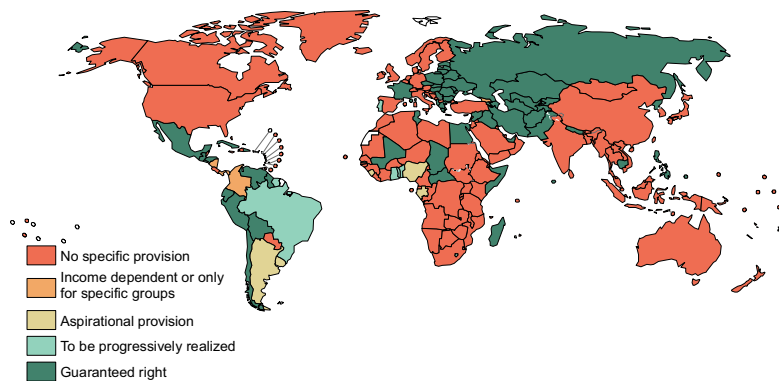 No specific provision
Income dependent or only
for specific groups
Aspirational provision
To be progressively realized
Guaranteed right